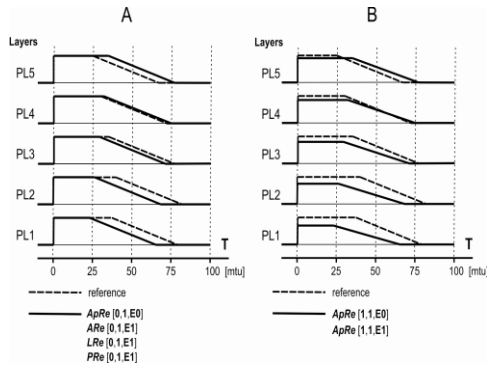 A B
Layers Layers
PL5 PL5
PL4 PL4
PL3 PL3
PL2 PL2
PL1 PL1
T T
0 25 50 75 100 [mtu] 0 25 50 75 100 [mtu]
reference reference
ApRe [0,1,E0] ApRe [1,1,E0]
ARe [0,1,E1] ApRe [1,1,E1]
LRe [0,1,E1]
PRe [0,1,E1]